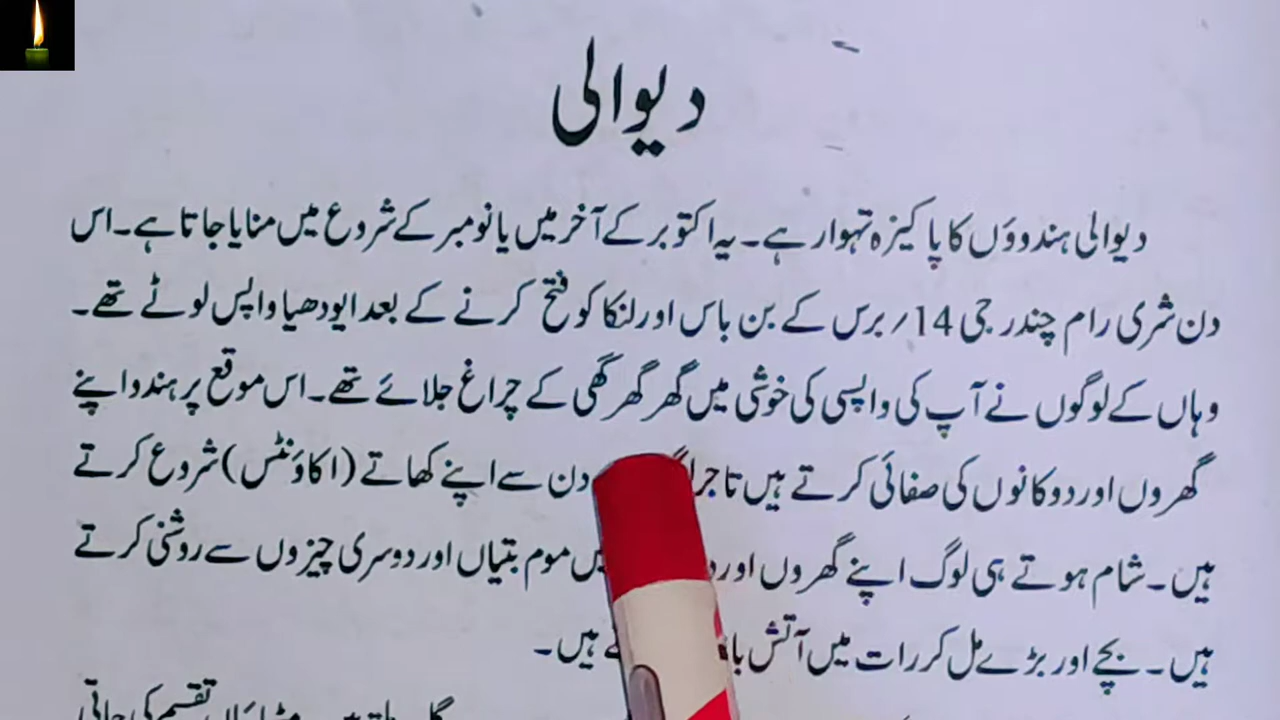 دیوالی
دیوالی ہندوؤں کا پاکیزہ تہوار ہے۔ یہ اکتوبر کے آخر میں یا نومبر کے شروع میں منایا جاتا ہے۔ اس
دن شری رام چندر جی 14؍ برس کے بن باس اور لنکا کو فتح کرنے کے بعد ایودھیا واپس لوٹے تھے۔
وہاں کے لوگوں نے آپ کی واپسی کی خوشی میں گھر گھر گھی کے چراغ جلائے تھے۔ اس موقع پر ہندو اپنے
گھروں اور دوکانوں کی صفائی کرتے ہیں تاجر دن سے اپنے کھاتے (اکاؤنٹس) شروع کرتے
ہیں۔ شام ہوتے ہی لوگ اپنے گھروں اور موم بتیاں اور دوسری چیزوں سے روشنی کرتے
ہیں۔ بچے اور بڑے مل کر رات میں آتش ہیں۔
تقسیم کی جاتی